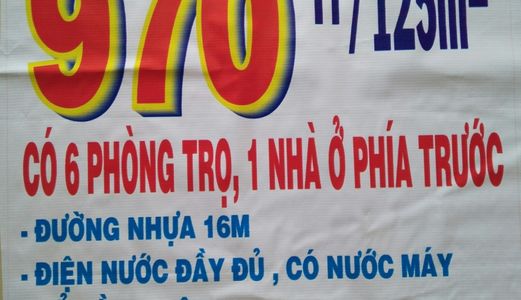 970 /125m²
CÓ 6 PHÒNG TRỌ, 1 NHÀ Ở PHÍA TRƯỚC
- ĐƯỜNG NHỰA 16M
- ĐIỆN NƯỚC ĐẦY ĐỦ , CÓ NƯỚC MÁY